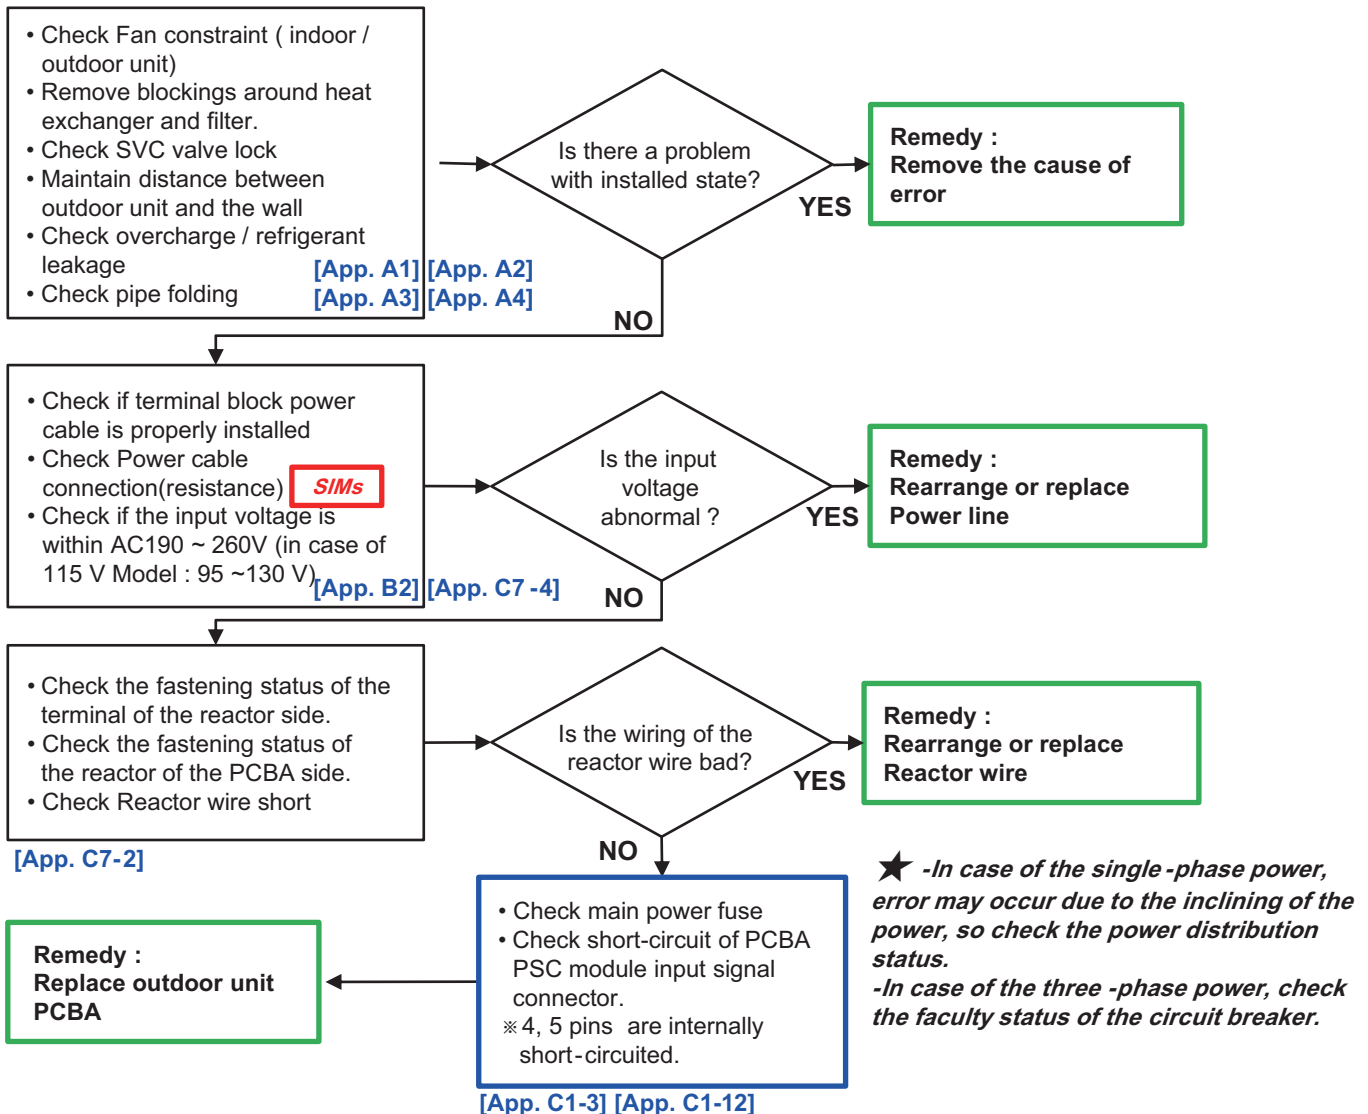 • Check Fan constraint ( indoor /
outdoor unit)
• Remove blockings around heat
exchanger and filter.
• Check SVC valve lock
• Maintain distance between
outdoor unit and the wall
• Check overcharge / refrigerant
leakage
• Check pipe folding
[App. A1] [App. A2]
[App. A3] [App. A4]
Is there a problem
with installed state?
YES
Remedy :
Remove the cause of
error
NO
• Check if terminal block power
cable is properly installed
• Check Power cable
connection(resistance)
SIMs
• Check if the input voltage is
within AC190 ~ 260V (in case of
115 V Model : 95 ~130 V)
[App. B2] [App. C7 -4]
Is the input
voltage
abnormal ?
YES
Remedy :
Rearrange or replace
Power line
NO
• Check the fastening status of the
terminal of the reactor side.
• Check the fastening status of
the reactor of the PCBA side.
• Check Reactor wire short
[App. C7-2]
Is the wiring of the
reactor wire bad?
YES
Remedy :
Rearrange or replace
Reactor wire
NO
• Check main power fuse
• Check short-circuit of PCBA
PSC module input signal
connector.
※ 4, 5 pins are internally
short-circuited.
[App. C1-3] [App. C1-12]
Remedy :
Replace outdoor unit
PCBA
★ -In case of the single -phase power,
error may occur due to the inclining of the
power, so check the power distribution
status.
-In case of the three -phase power, check
the faculty status of the circuit breaker.